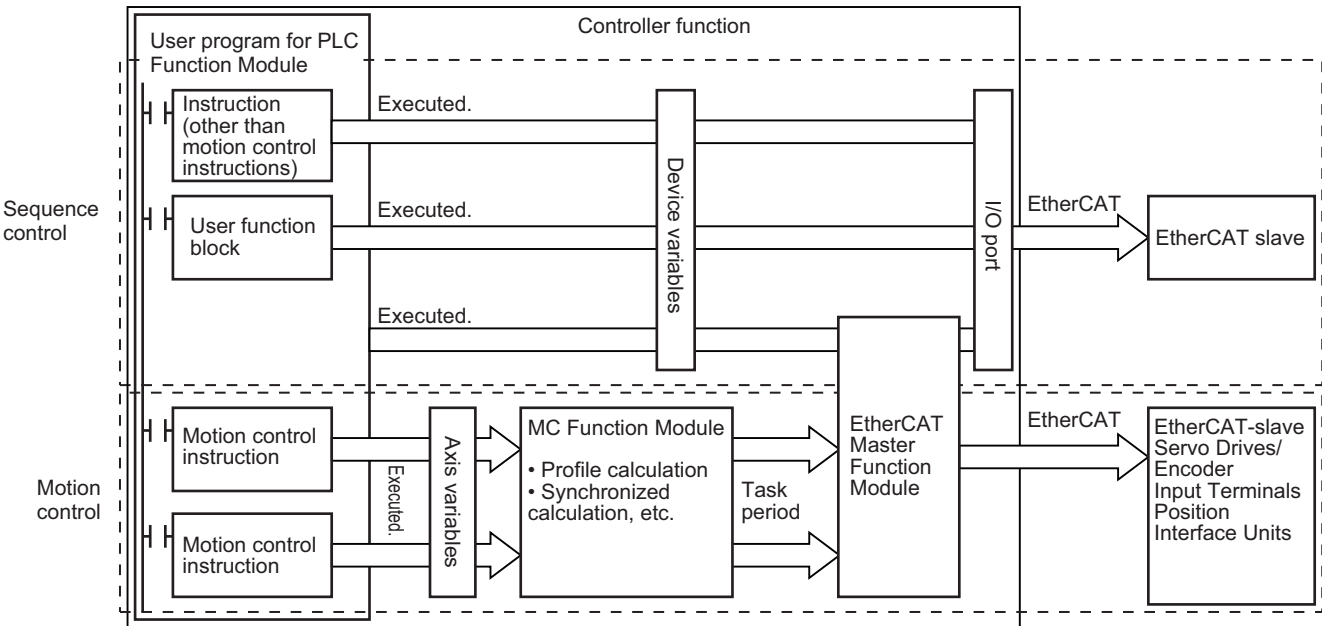 Controller function
User program for PLC
Function Module
Instruction
(other than
motion control
instructions)
Executed.
Device variables
I/O port
Sequence
control
User function
block
Executed.
EtherCAT
EtherCAT slave
Executed.
Motion
control
Motion control
instruction
Motion control
instruction
Executed.
Axis variables
MC Function Module
• Profile calculation
• Synchronized
calculation, etc.
Task
period
EtherCAT
Master
Function
Module
EtherCAT
EtherCAT-slave
Servo Drives/
Encoder
Input Terminals
Position
Interface Units